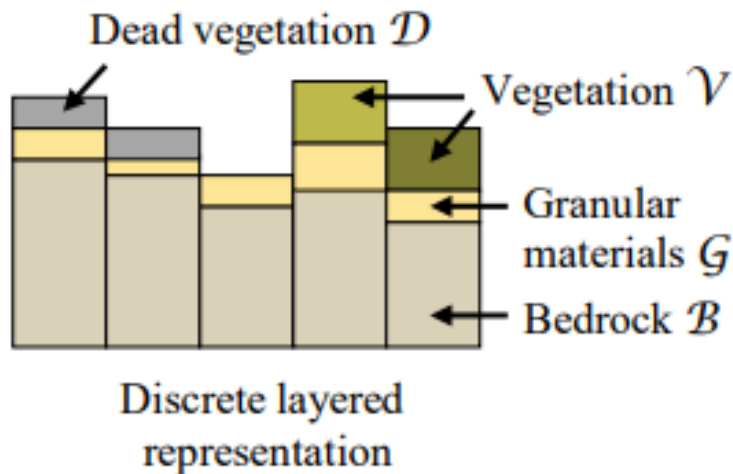 Dead vegetation 𝒟
Vegetation 𝒱
Granular
materials 𝒢
Bedrock ℬ
Discrete layered
representation